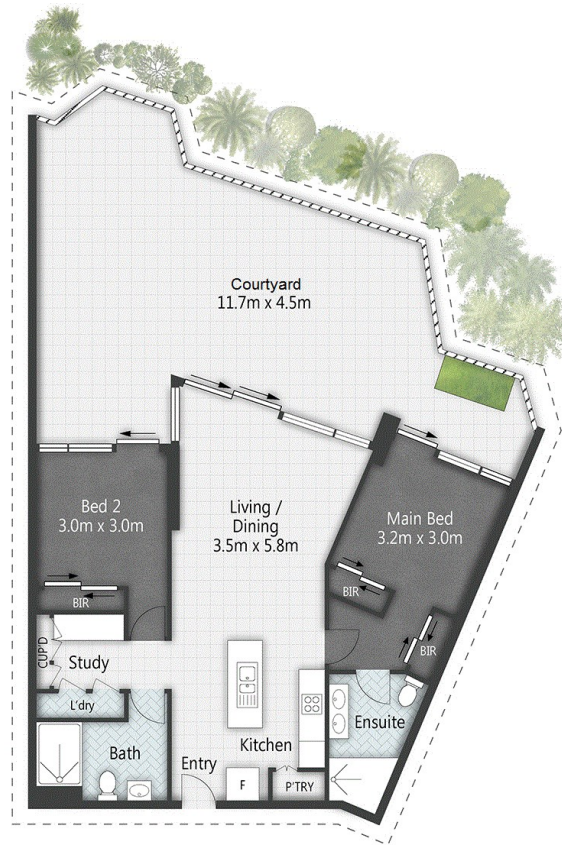 Courtyard
11.7m x 4.5m
Bed 2
3.0m x 3.0m
Living /
Dining
3.5m x 5.8m
Main Bed
3.2m x 3.0m
BIR
BIR
BIR
CUP'D
Study
L'dry
Ensuite
Bath
Kitchen
Entry
F
P'TRY